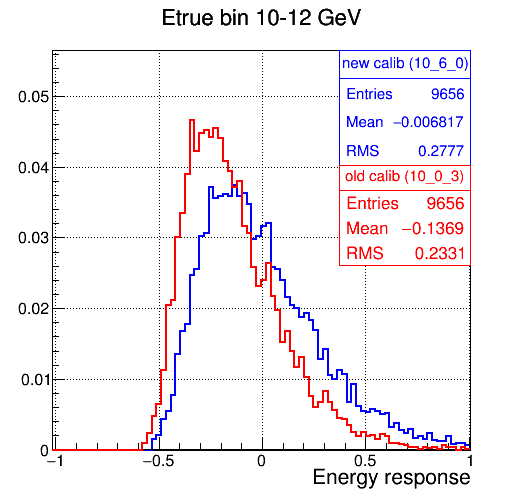 Etrue bin 10-12 GeV
new calib (10_6_0)
Entries 9656
Mean −0.006817
RMS 0.2777
old calib (10_0_3)
Entries 9656
Mean −0.1369
RMS 0.2331
0.05
0.04
0.03
0.02
0.01
0
−1 −0.5 0 0.5 1
Energy response